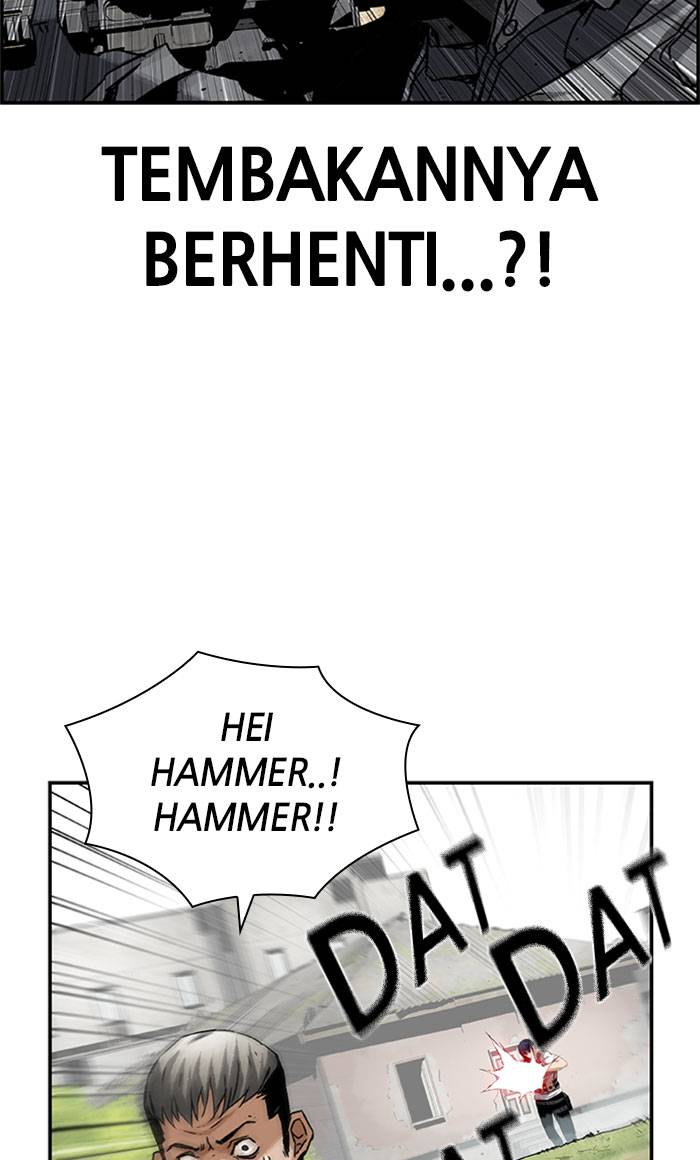 TEMBAKANNYA
BERHENTI...?!
HEI
HAMMER..!
HAMMER!!
DAT
DAT
DAT